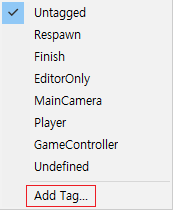 Untagged
Respawn
Finish
EditorOnly
MainCamera
Player
GameController
Undefined
Add Tag...